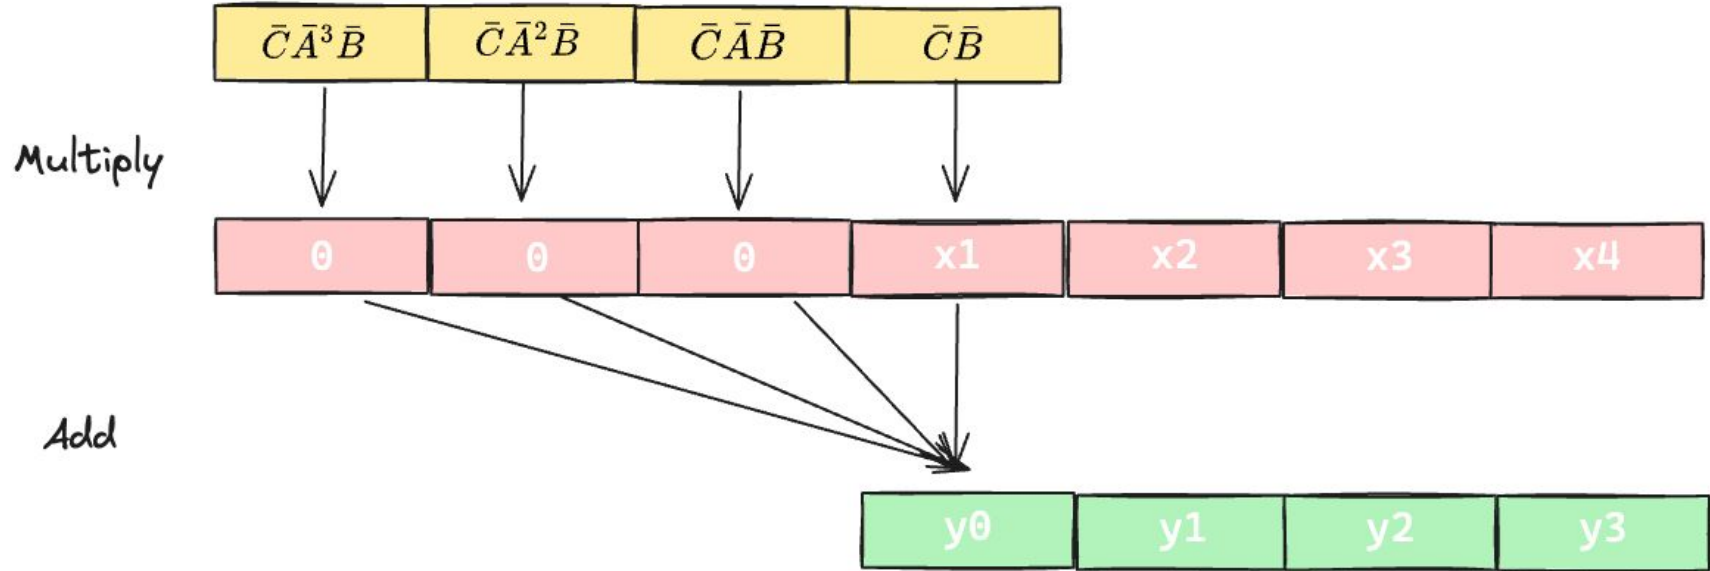 C̄Ā³B̄ C̄Ā²B̄ C̄ĀB̄ C̄B̄
Multiply
0 0 0 x1 x2 x3 x4
Add
y0 y1 y2 y3